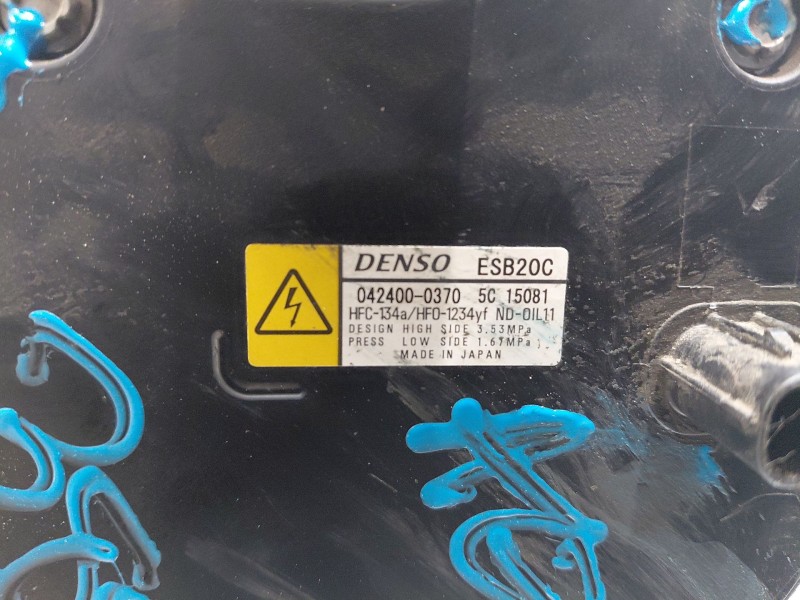 DENSO ESB20C
042400-0370 5C 15081
HFC-134a/HFO-1234yf ND-OIL11
DESIGN HIGH SIDE 3.53MPa
PRESS LOW SIDE 1.67MPa
MADE IN JAPAN